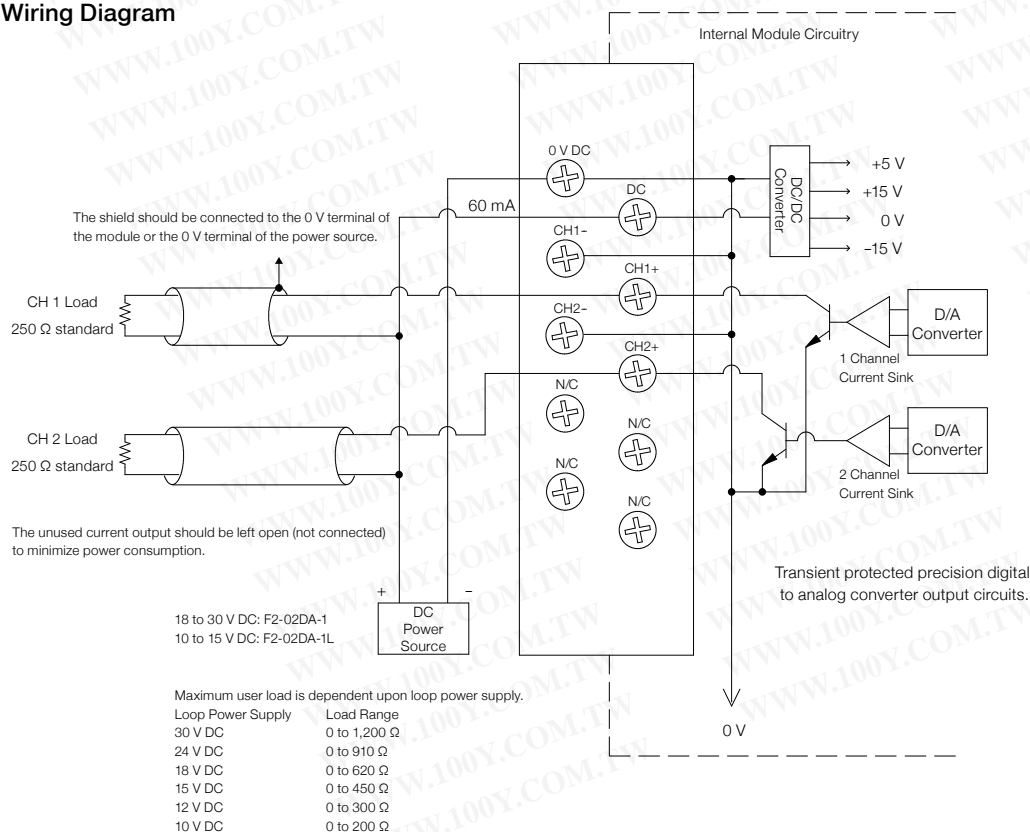 Wiring Diagram
Internal Module Circuitry
0 V DC
DC
60 mA
CH1−
CH1+
CH2−
CH2+
N/C
N/C
N/C
N/C
DC/DC
Converter
+5 V
+15 V
0 V
−15 V
The shield should be connected to the 0 V terminal of
the module or the 0 V terminal of the power source.
CH 1 Load
250 Ω standard
D/A
Converter
1 Channel
Current Sink
CH 2 Load
250 Ω standard
D/A
Converter
2 Channel
Current Sink
The unused current output should be left open (not connected)
to minimize power consumption.
Transient protected precision digital
to analog converter output circuits.
+
−
DC
Power
Source
18 to 30 V DC: F2-02DA-1
10 to 15 V DC: F2-02DA-1L
0 V
Maximum user load is dependent upon loop power supply.
Loop Power Supply Load Range
30 V DC 0 to 1,200 Ω
24 V DC 0 to 910 Ω
18 V DC 0 to 620 Ω
15 V DC 0 to 450 Ω
12 V DC 0 to 300 Ω
10 V DC 0 to 200 Ω
WWW.100Y.COM.TW